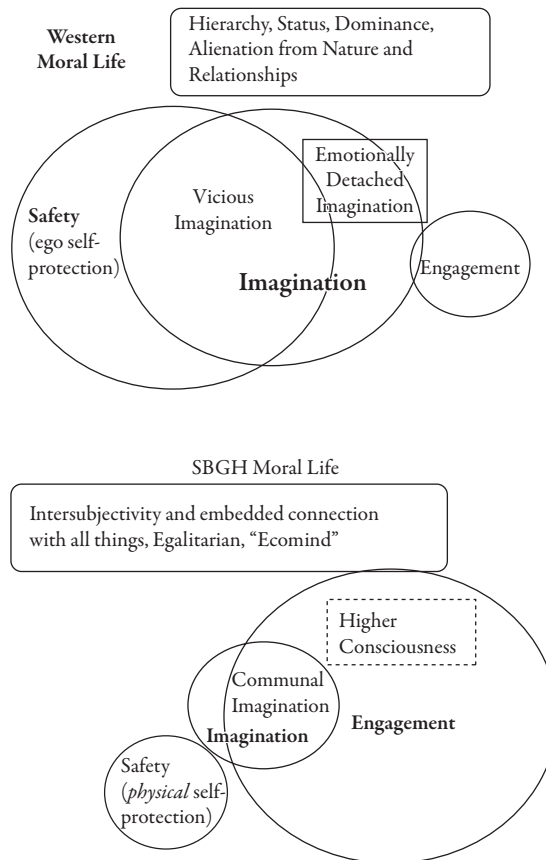 Western
Moral Life
Hierarchy, Status, Dominance,
Alienation from Nature and
Relationships
Emotionally
Detached
Imagination
Vicious
Imagination
Safety
(ego self-
protection)
Imagination
Engagement
SBGH Moral Life
Intersubjectivity and embedded connection
with all things, Egalitarian, “Ecomind”
Higher
Consciousness
Communal
Imagination
Imagination
Engagement
Safety
(physical self-
protection)